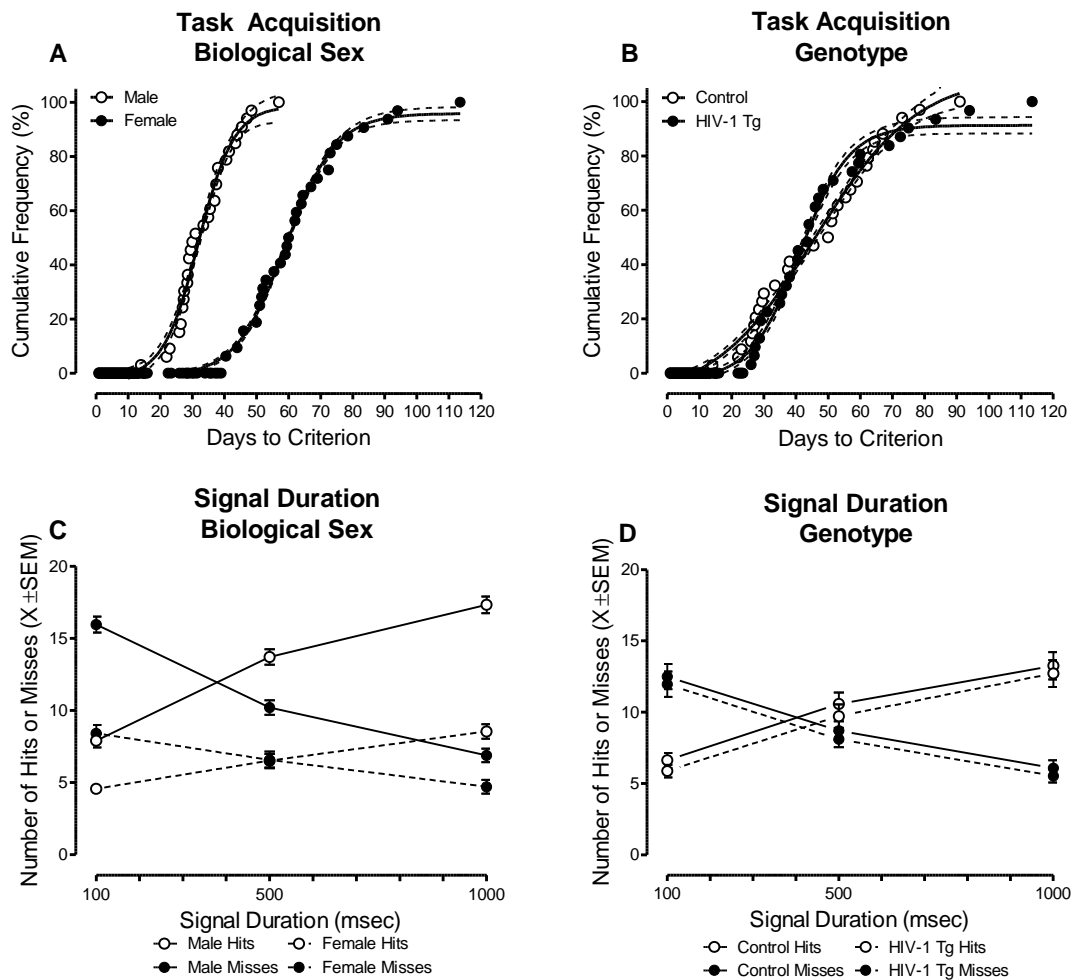 Task Acquisition
Biological Sex
A
Male
Female
Cumulative Frequency (%)
100
80
60
40
20
0
0 10 20 30 40 50 60 70 80 90 100 110 120
Days to Criterion
Task Acquisition
Genotype
B
Control
HIV-1 Tg
Cumulative Frequency (%)
100
80
60
40
20
0
0 10 20 30 40 50 60 70 80 90 100 110 120
Days to Criterion
Signal Duration
Biological Sex
C
Number of Hits or Misses (X ±SEM)
20
15
10
5
0
100 500 1000
Signal Duration (msec)
Male Hits Female Hits
Male Misses Female Misses
Signal Duration
Genotype
D
Number of Hits or Misses (X ±SEM)
20
15
10
5
0
100 500 1000
Signal Duration (msec)
Control Hits HIV-1 Tg Hits
Control Misses HIV-1 Tg Misses